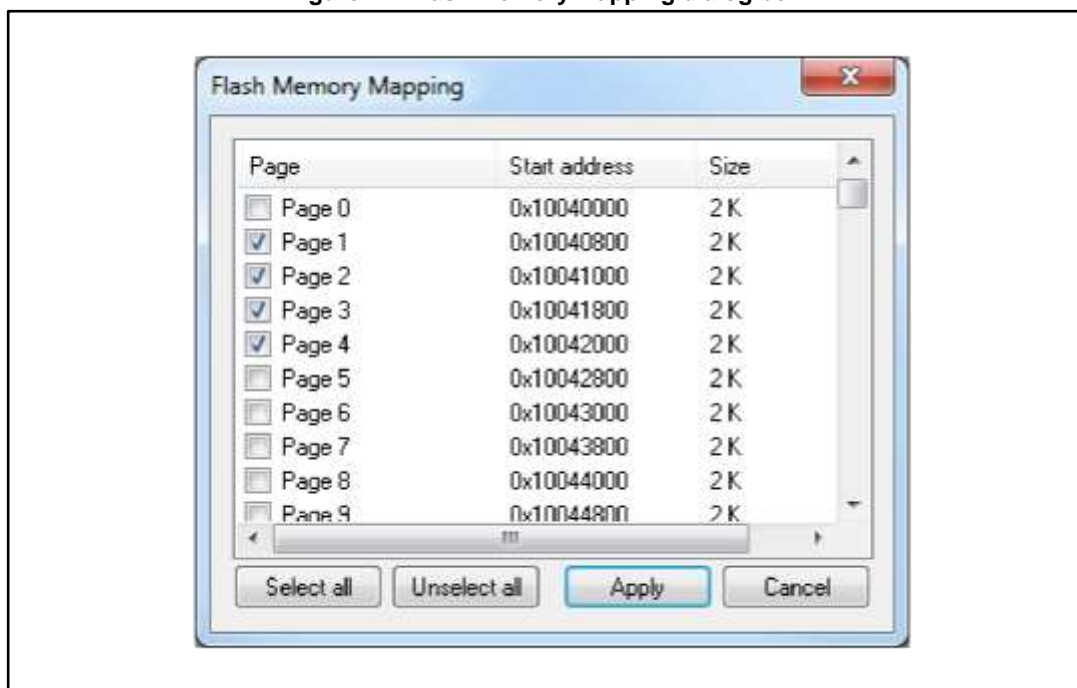 Flash Memory Mapping
Page Start address Size
Page 0 0x10040000 2 K
Page 1 0x10040800 2 K
Page 2 0x10041000 2 K
Page 3 0x10041800 2 K
Page 4 0x10042000 2 K
Page 5 0x10042800 2 K
Page 6 0x10043000 2 K
Page 7 0x10043800 2 K
Page 8 0x10044000 2 K
Page 9 0x10044800 2 K
Select all Unselect all Apply Cancel